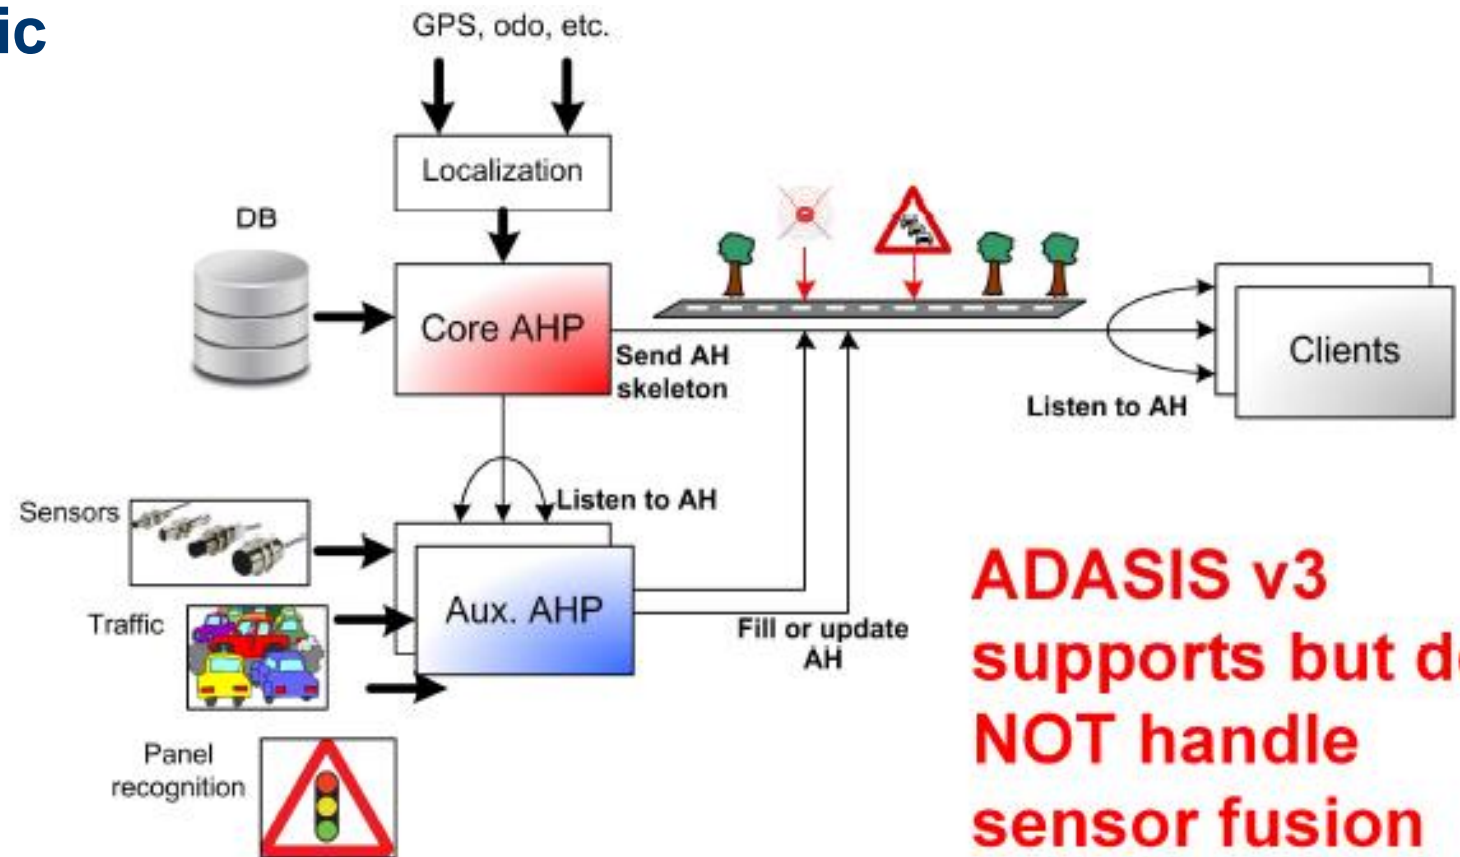 ic
GPS, odo, etc.
Localization
DB
Core AHP
Send AH
skeleton
Clients
Listen to AH
Listen to AH
Sensors
Traffic
Aux. AHP
Fill or update
AH
Panel
recognition
ADASIS v3
supports but d
NOT handle
sensor fusion